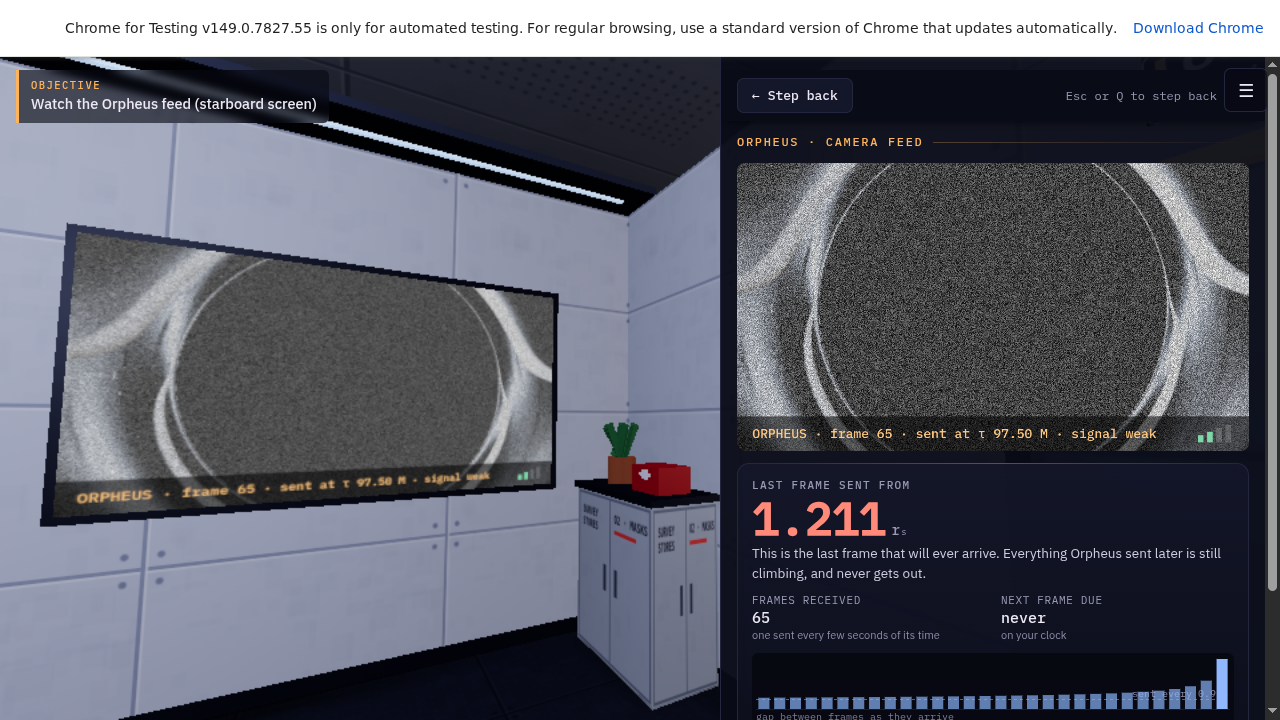 Chrome for Testing v149.0.7827.55 is only for automated testing. For regular browsing, use a standard version of Chrome that updates automatically. Download Chrome
OBJECTIVE
Watch the Orpheus feed (starboard screen)
ORPHEUS · frame 65 · sent at τ 97.50 M · signal weak
SURVEY STORES
O2 · MASKS
SURVEY STORES
O2 · MASKS
← Step back
Esc or Q to step back
☰
ORPHEUS · CAMERA FEED
ORPHEUS · frame 65 · sent at τ 97.50 M · signal weak
LAST FRAME SENT FROM
1.211 rs
This is the last frame that will ever arrive. Everything Orpheus sent later is still
climbing, and never gets out.
FRAMES RECEIVED
65
one sent every few seconds of its time
NEXT FRAME DUE
never
on your clock
sent every 0.9
gap between frames as they arrive